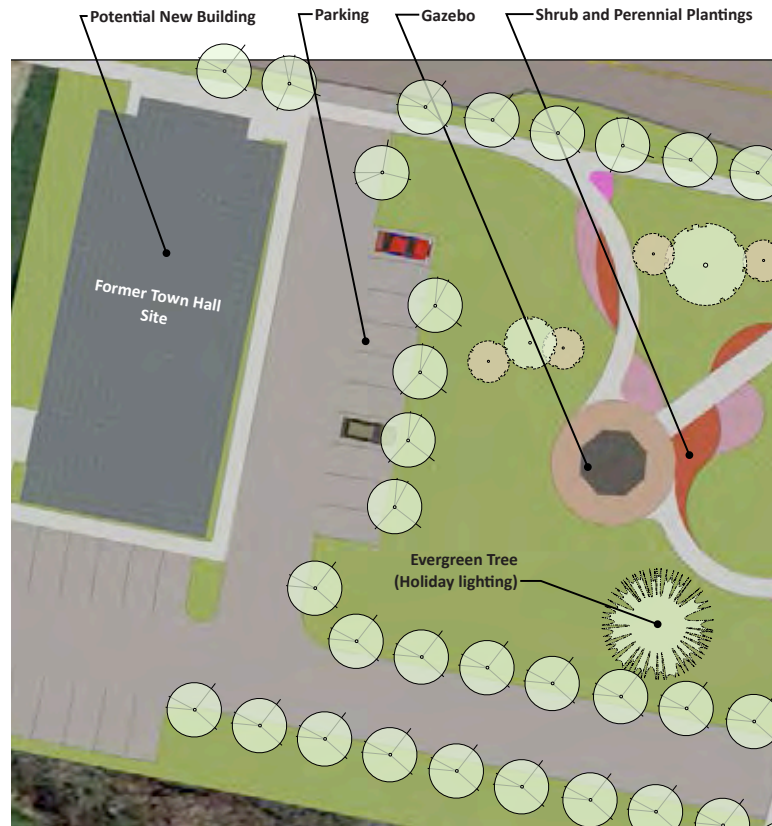 Potential New Building
Parking
Gazebo
Shrub and Perennial Plantings
Former Town Hall
Site
Evergreen Tree
(Holiday lighting)